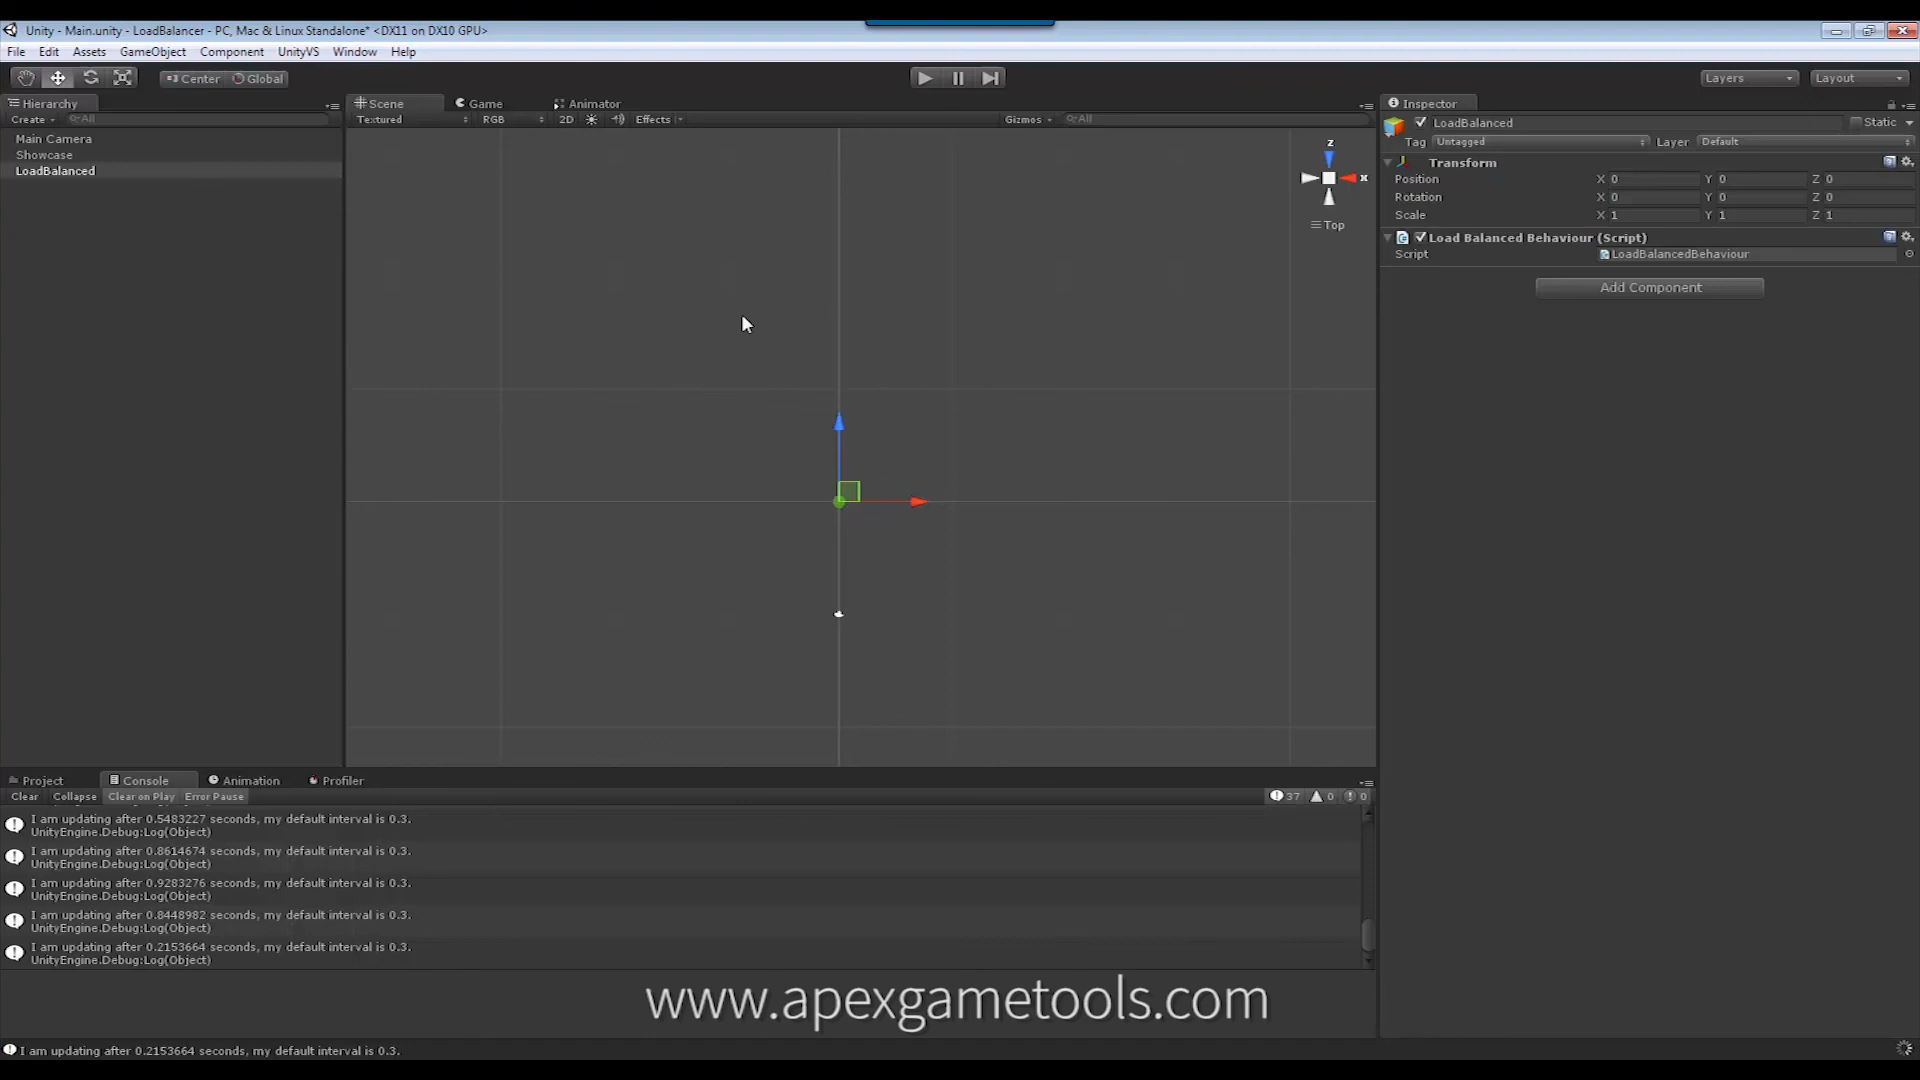 Unity - Main.unity - LoadBalancer - PC, Mac & Linux Standalone* <DX11 on DX10 GPU>
File Edit Assets GameObject Component UnityVS Window Help
Center Global Layers Layout
Hierarchy
Create All
Main Camera
Showcase
LoadBalanced
Scene Game Animator
Textured RGB 2D Effects Gizmos All
z
x
Top
Inspector
LoadBalanced Static
Tag Untagged Layer Default
Transform
Position X 0 Y 0 Z 0
Rotation X 0 Y 0 Z 0
Scale X 1 Y 1 Z 1
Load Balanced Behaviour (Script)
Script LoadBalancedBehaviour
Add Component
Project Console Animation Profiler
Clear Collapse Clear on Play Error Pause 37 0 0
I am updating after 0.5483227 seconds, my default interval is 0.3.
UnityEngine.Debug:Log(Object)
I am updating after 0.8614674 seconds, my default interval is 0.3.
UnityEngine.Debug:Log(Object)
I am updating after 0.9283276 seconds, my default interval is 0.3.
UnityEngine.Debug:Log(Object)
I am updating after 0.8448982 seconds, my default interval is 0.3.
UnityEngine.Debug:Log(Object)
I am updating after 0.2153664 seconds, my default interval is 0.3.
UnityEngine.Debug:Log(Object)
www.apexgametools.com
I am updating after 0.2153664 seconds, my default interval is 0.3.